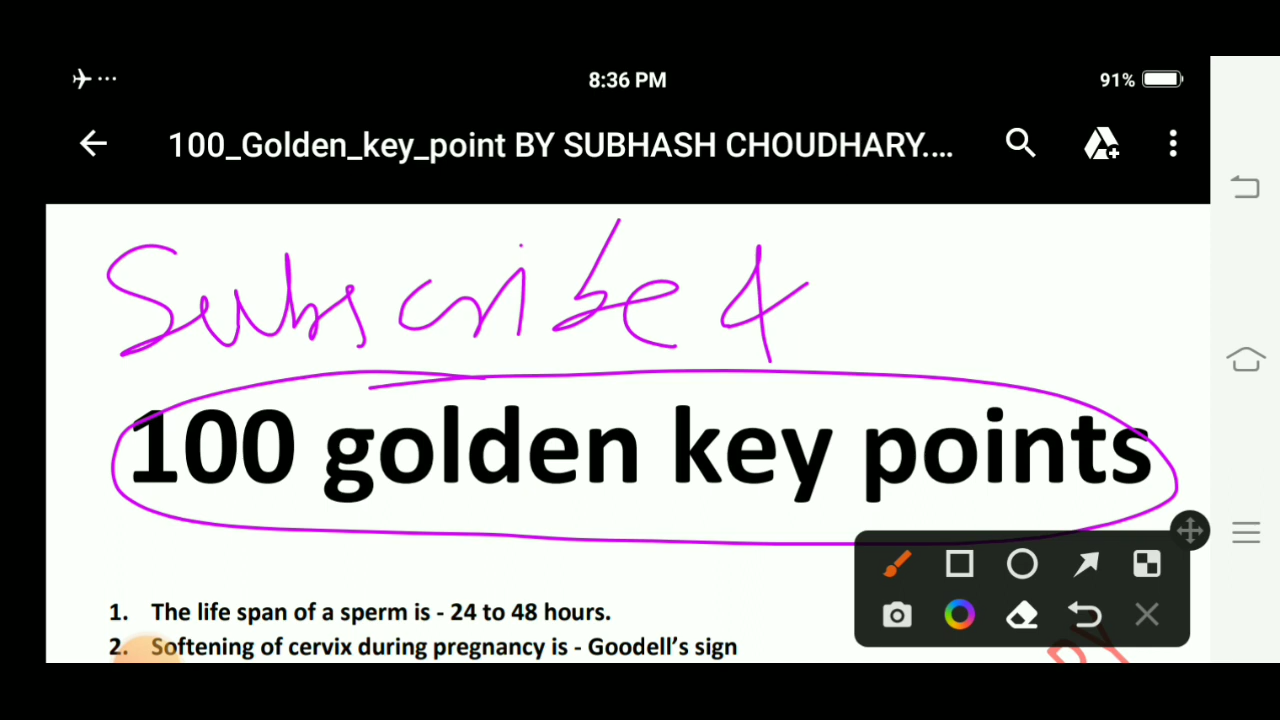 8:36 PM
91%
100_Golden_key_point BY SUBHASH CHOUDHARY....
Subscribe &
100 golden key points
1. The life span of a sperm is - 24 to 48 hours.
2. Softening of cervix during pregnancy is - Goodell's sign